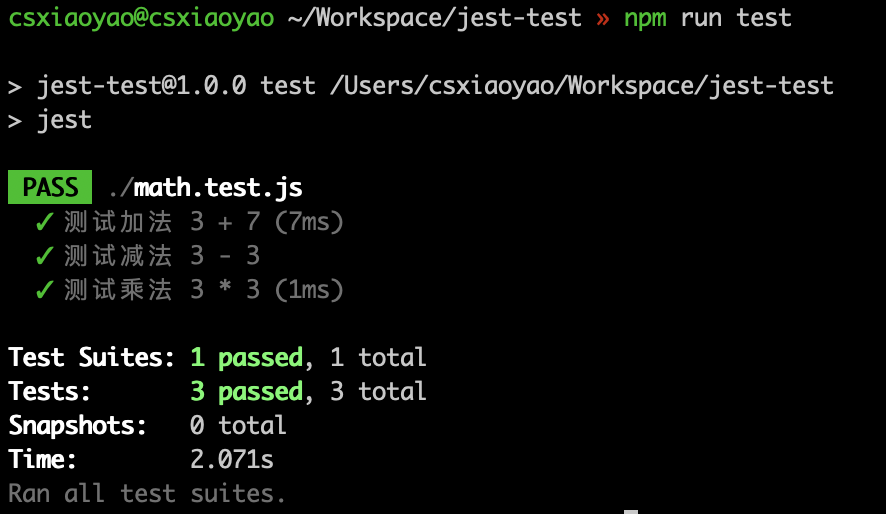 csxiaoyao@csxiaoyao ~/Workspace/jest-test » npm run test
> jest-test@1.0.0 test /Users/csxiaoyao/Workspace/jest-test
> jest
PASS ./math.test.js
✓ 测试加法 3 + 7 (7ms)
✓ 测试减法 3 - 3
✓ 测试乘法 3 * 3 (1ms)
Test Suites: 1 passed, 1 total
Tests: 3 passed, 3 total
Snapshots: 0 total
Time: 2.071s
Ran all test suites.